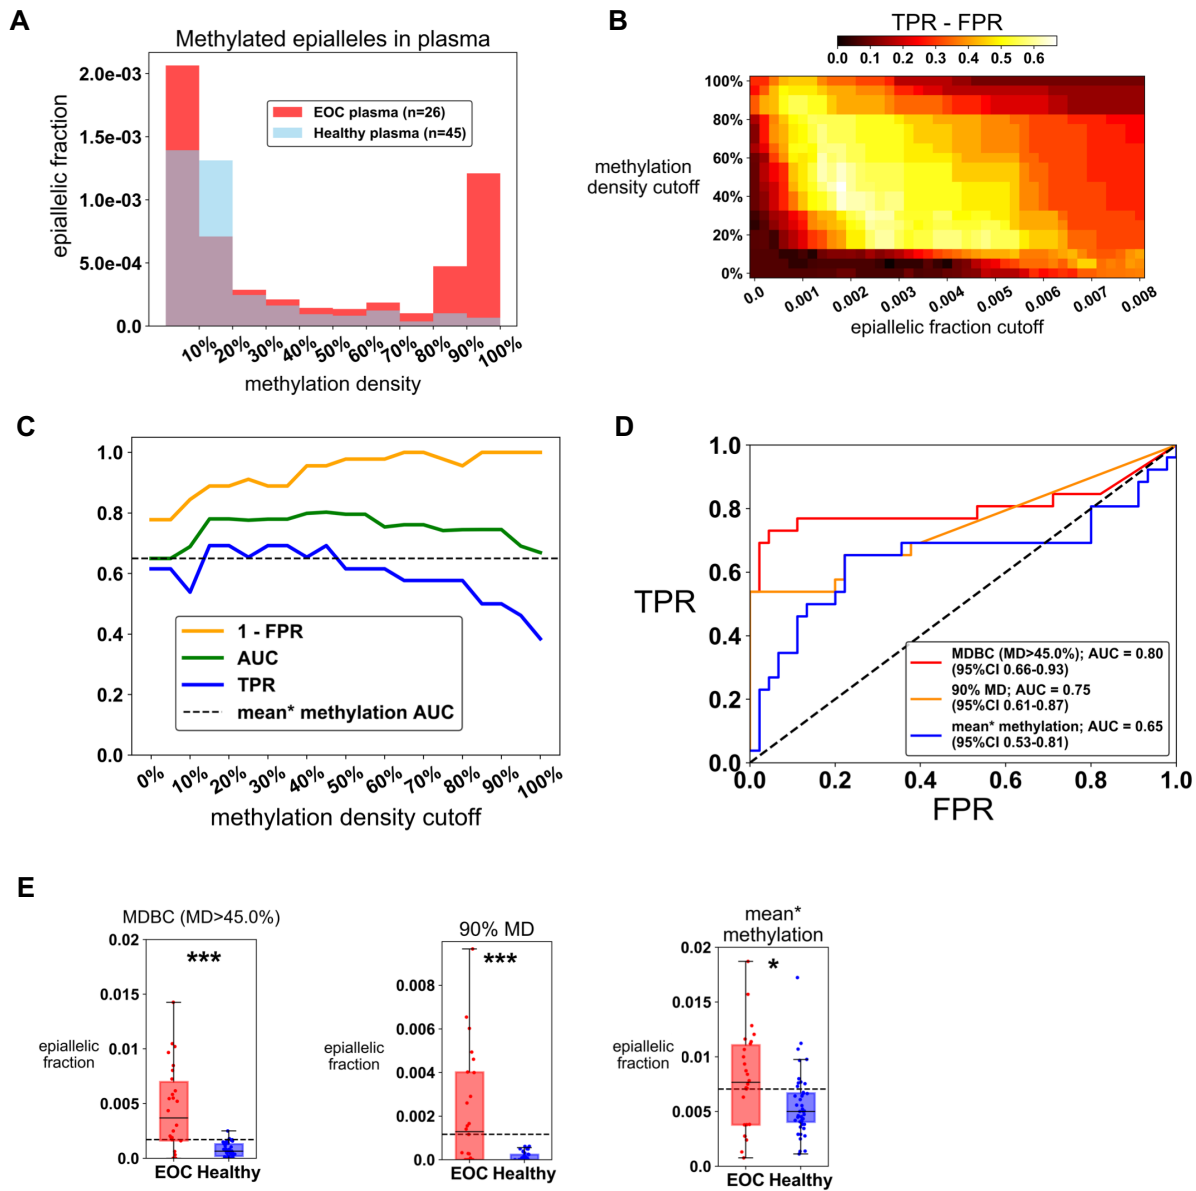 A
Methylated epialleles in plasma
epiallelic fraction
2.0e-03
1.5e-03
1.0e-03
5.0e-04
0.0
EOC plasma (n=26)
Healthy plasma (n=45)
10% 20% 30% 40% 50% 60% 70% 80% 90% 100%
methylation density
B
TPR - FPR
0.0 0.1 0.2 0.3 0.4 0.5 0.6
methylation
density cutoff
100%
80%
60%
40%
20%
0%
0.0 0.001 0.002 0.003 0.004 0.005 0.006 0.007 0.008
epiallelic fraction cutoff
C
1.0
0.8
0.6
0.4
0.2
0.0
1 - FPR
AUC
TPR
mean* methylation AUC
0% 10% 20% 30% 40% 50% 60% 70% 80% 90% 100%
methylation density cutoff
D
TPR
1.0
0.8
0.6
0.4
0.2
0.0
MDBC (MD>45.0%); AUC = 0.80
(95%CI 0.66-0.93)
90% MD; AUC = 0.75
(95%CI 0.61-0.87)
mean* methylation; AUC = 0.65
(95%CI 0.53-0.81)
0.0 0.2 0.4 0.6 0.8 1.0
FPR
E
MDBC (MD>45.0%)
epiallelic
fraction
0.02
0.015
0.01
0.005
0.0
***
EOC Healthy
90% MD
epiallelic
fraction
0.008
0.006
0.004
0.002
0.0
***
EOC Healthy
mean*
methylation
epiallelic
fraction
0.02
0.015
0.01
0.005
0.0
*
EOC Healthy